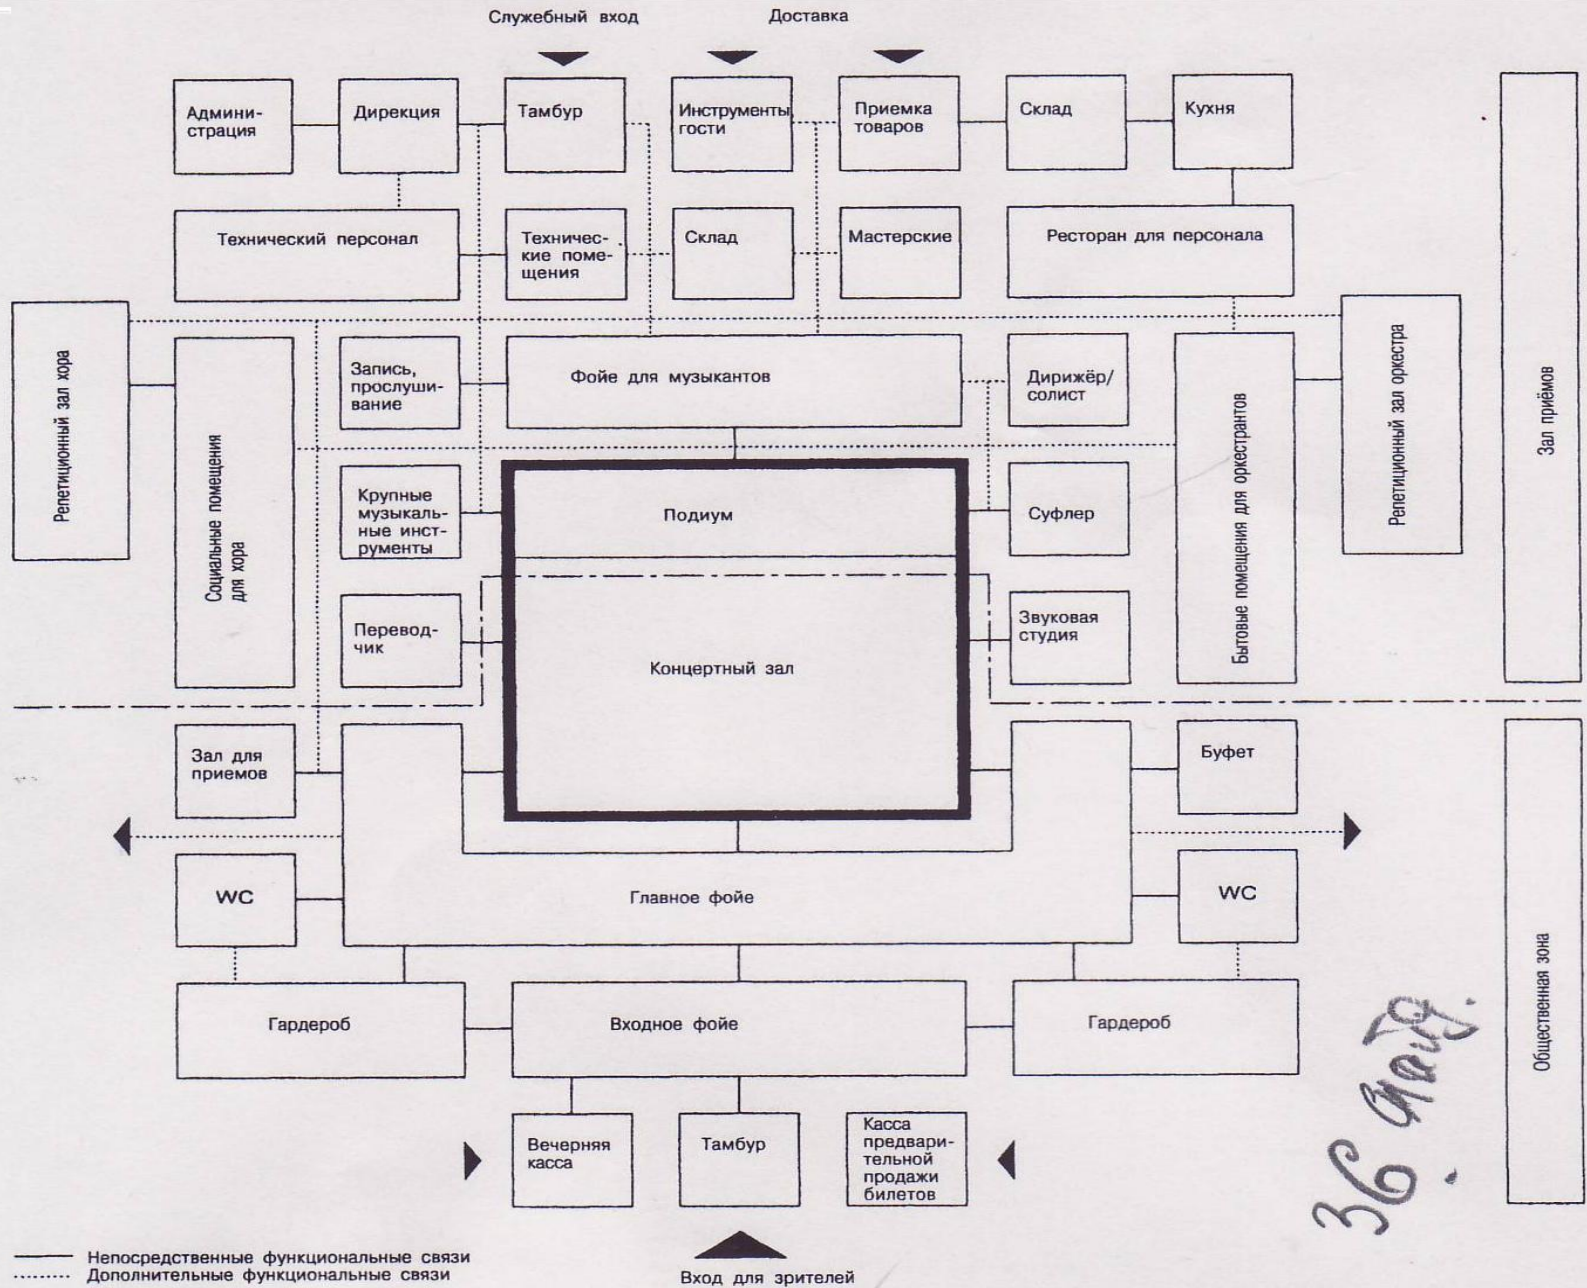 Служебный вход
Доставка
Админи-
страция
Дирекция
Тамбур
Инструменты
гости
Приемка
товаров
Склад
Кухня
Технический персонал
Техничес-
кие поме-
щения
Склад
Мастерские
Ресторан для персонала
Репетиционный зал хора
Социальные помещения
для хора
Запись,
прослуши-
вание
Фойе для музыкантов
Дирижёр/
солист
Бытовые помещения для оркестрантов
Репетиционный зал оркестра
Зал приёмов
Крупные
музыкаль-
ные инст-
рументы
Подиум
Суфлер
Перевод-
чик
Концертный зал
Звуковая
студия
Зал для
приемов
Буфет
WC
Главное фойе
WC
Гардероб
Входное фойе
Гардероб
Общественная зона
Вечерняя
касса
Тамбур
Касса
предвари-
тельной
продажи
билетов
36
Непосредственные функциональные связи
Дополнительные функциональные связи
Вход для зрителей